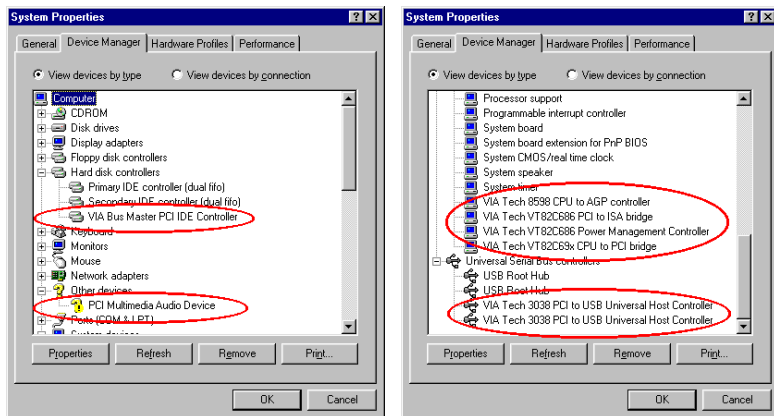 System Properties
General Device Manager Hardware Profiles Performance
View devices by type View devices by connection
Computer
CDROM
Disk drives
Display adapters
Floppy disk controllers
Hard disk controllers
Primary IDE controller (dual fifo)
Secondary IDE controller (dual fifo)
VIA Bus Master PCI IDE Controller
Keyboard
Monitors
Mouse
Network adapters
Other devices
PCI Multimedia Audio Device
Ports (COM & LPT)
System devices
Properties Refresh Remove Print...
OK Cancel
System Properties
General Device Manager Hardware Profiles Performance
View devices by type View devices by connection
Processor support
Programmable interrupt controller
System board
System board extension for PnP BIOS
System CMOS/real time clock
System speaker
System timer
VIA Tech 8598 CPU to AGP controller
VIA Tech VT82C686 PCI to ISA bridge
VIA Tech VT82C686 Power Management Controller
VIA Tech VT82C69x CPU to PCI bridge
Universal Serial Bus controllers
USB Root Hub
USB Root Hub
VIA Tech 3038 PCI to USB Universal Host Controller
VIA Tech 3038 PCI to USB Universal Host Controller
Properties Refresh Remove Print...
OK Cancel